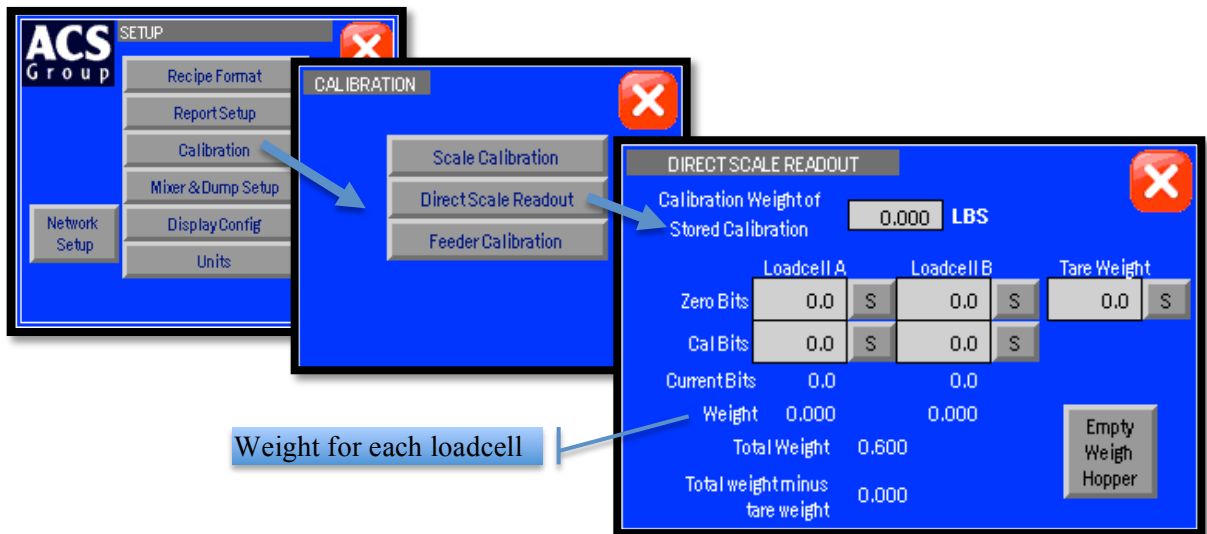 ACS
Group
SETUP
Recipe Format
Report Setup
Calibration
Mixer & Dump Setup
Display Config
Units
Network
Setup
CALIBRATION
Scale Calibration
Direct Scale Readout
Feeder Calibration
DIRECT SCALE READOUT
Calibration Weight of
Stored Calibration
0.000 LBS
Loadcell A Loadcell B Tare Weight
Zero Bits 0.0 S 0.0 S 0.0 S
Cal Bits 0.0 S 0.0 S
Current Bits 0.0 0.0
Weight 0.000 0.000
Total Weight 0.600
Total weight minus
tare weight
0.000
Empty
Weigh
Hopper
Weight for each loadcell